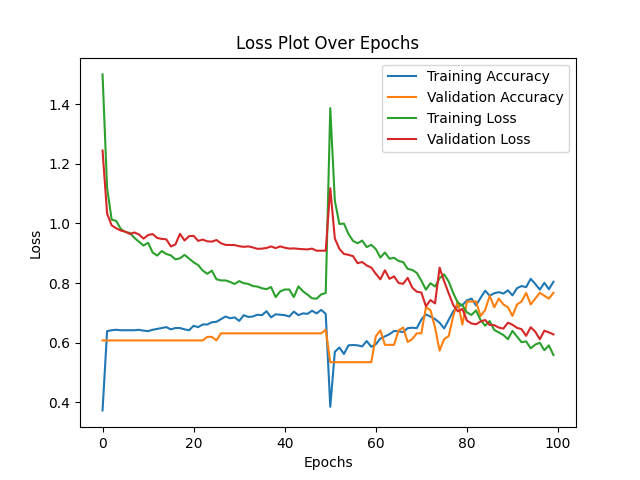 Loss Plot Over Epochs
Training Accuracy
Validation Accuracy
Training Loss
Validation Loss
1.4
1.2
1.0
0.8
0.6
0.4
Loss
0 20 40 60 80 100
Epochs